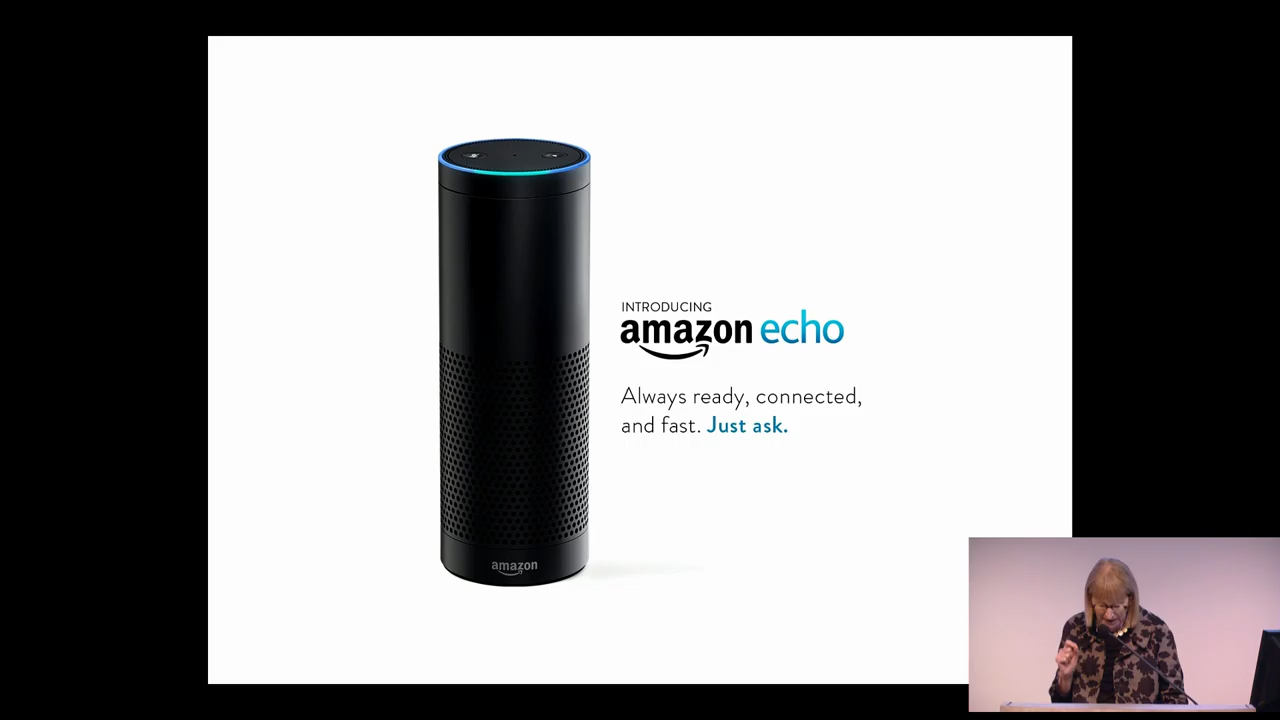 INTRODUCING
amazon echo
Always ready, connected,
and fast. Just ask.
amazon